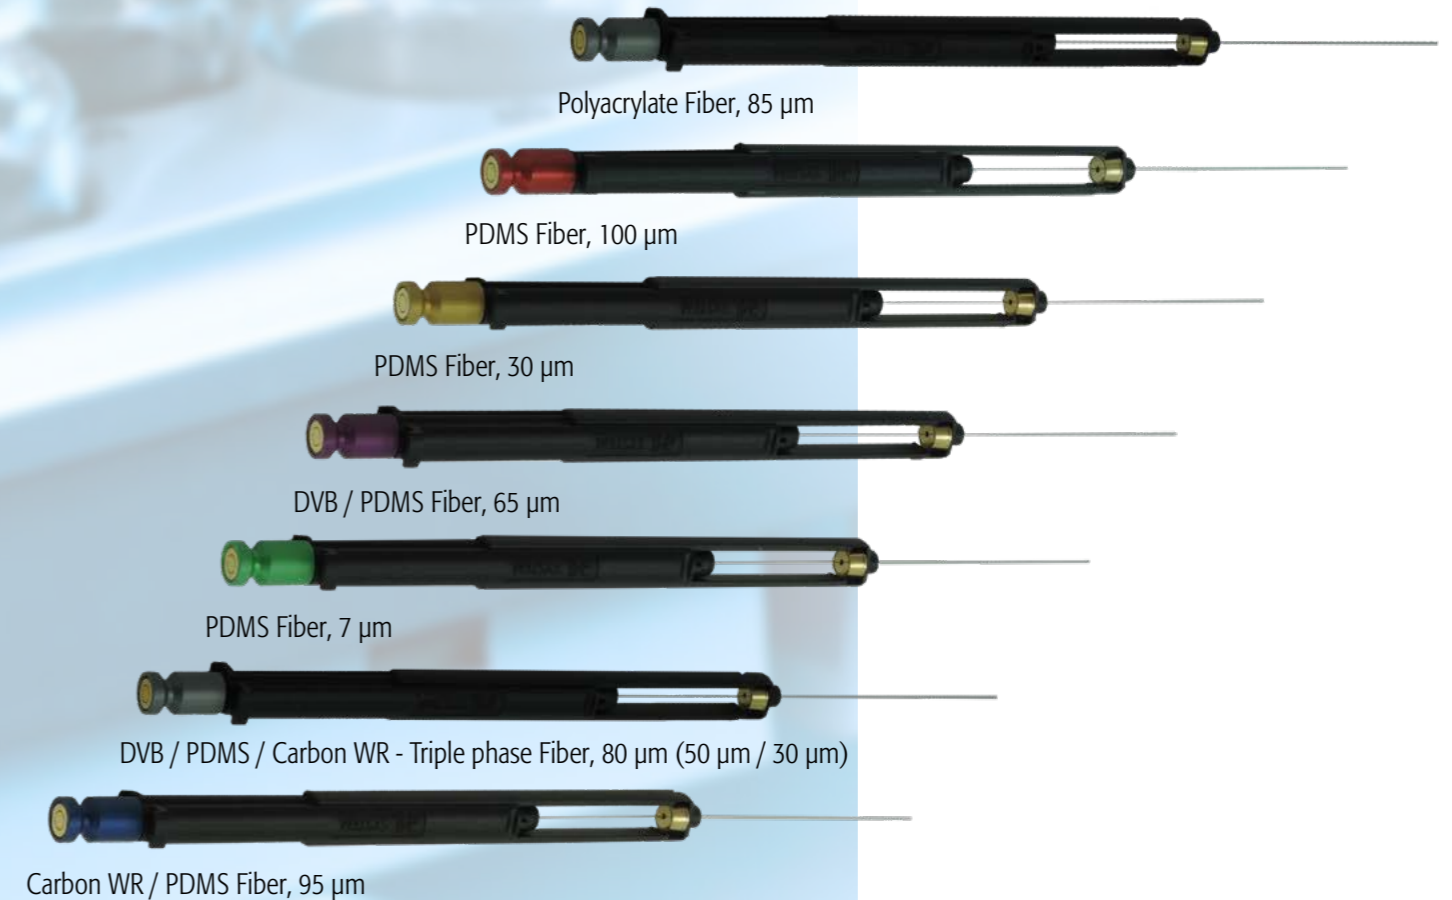 Polyacrylate Fiber, 85 µm
PDMS Fiber, 100 µm
PDMS Fiber, 30 µm
DVB / PDMS Fiber, 65 µm
PDMS Fiber, 7 µm
DVB / PDMS / Carbon WR - Triple phase Fiber, 80 µm (50 µm / 30 µm)
Carbon WR / PDMS Fiber, 95 µm